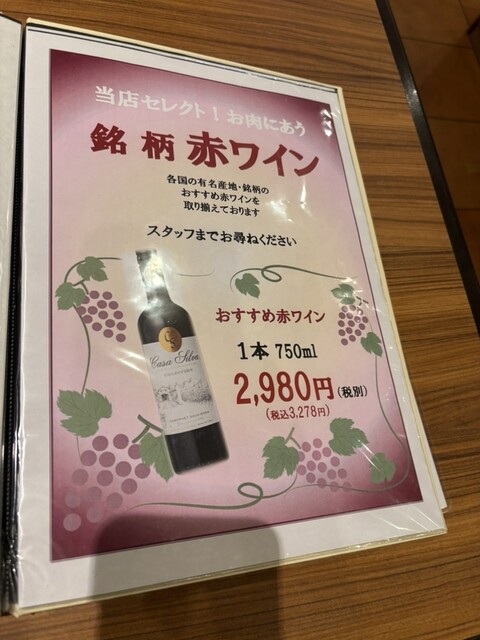 当店セレクト！お肉にあう
銘柄 赤ワイン
各国の有名産地・銘柄の
おすすめ赤ワインを
取り揃えております
スタッフまでお尋ねください
おすすめ赤ワイン
1本 750ml
2,980円(税別)
(税込3,278円)
Casa Silva